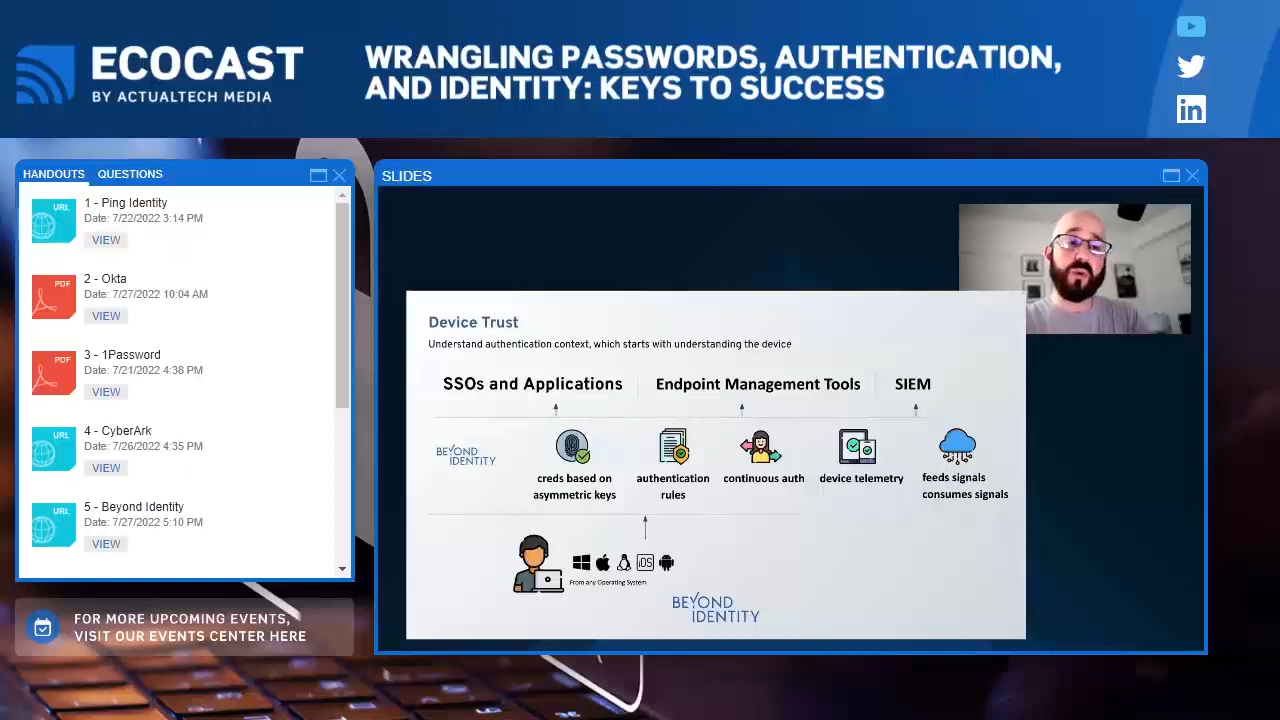 ECOCAST
BY ACTUALTECH MEDIA
WRANGLING PASSWORDS, AUTHENTICATION,
AND IDENTITY: KEYS TO SUCCESS
in
HANDOUTS QUESTIONS
URL
1 - Ping Identity
Date: 7/22/2022 3:14 PM
VIEW
PDF
2 - Okta
Date: 7/27/2022 10:04 AM
VIEW
PDF
3 - 1Password
Date: 7/21/2022 4:38 PM
VIEW
URL
4 - CyberArk
Date: 7/26/2022 4:35 PM
VIEW
URL
5 - Beyond Identity
Date: 7/27/2022 5:10 PM
VIEW
FOR MORE UPCOMING EVENTS,
VISIT OUR EVENTS CENTER HERE
SLIDES
Device Trust
Understand authentication context, which starts with understanding the device
SSOs and Applications
Endpoint Management Tools
SIEM
BEYOND
IDENTITY
creds based on
asymmetric keys
authentication
rules
continuous auth
device telemetry
feeds signals
consumes signals
iOS
From any Operating System
BEYOND
IDENTITY